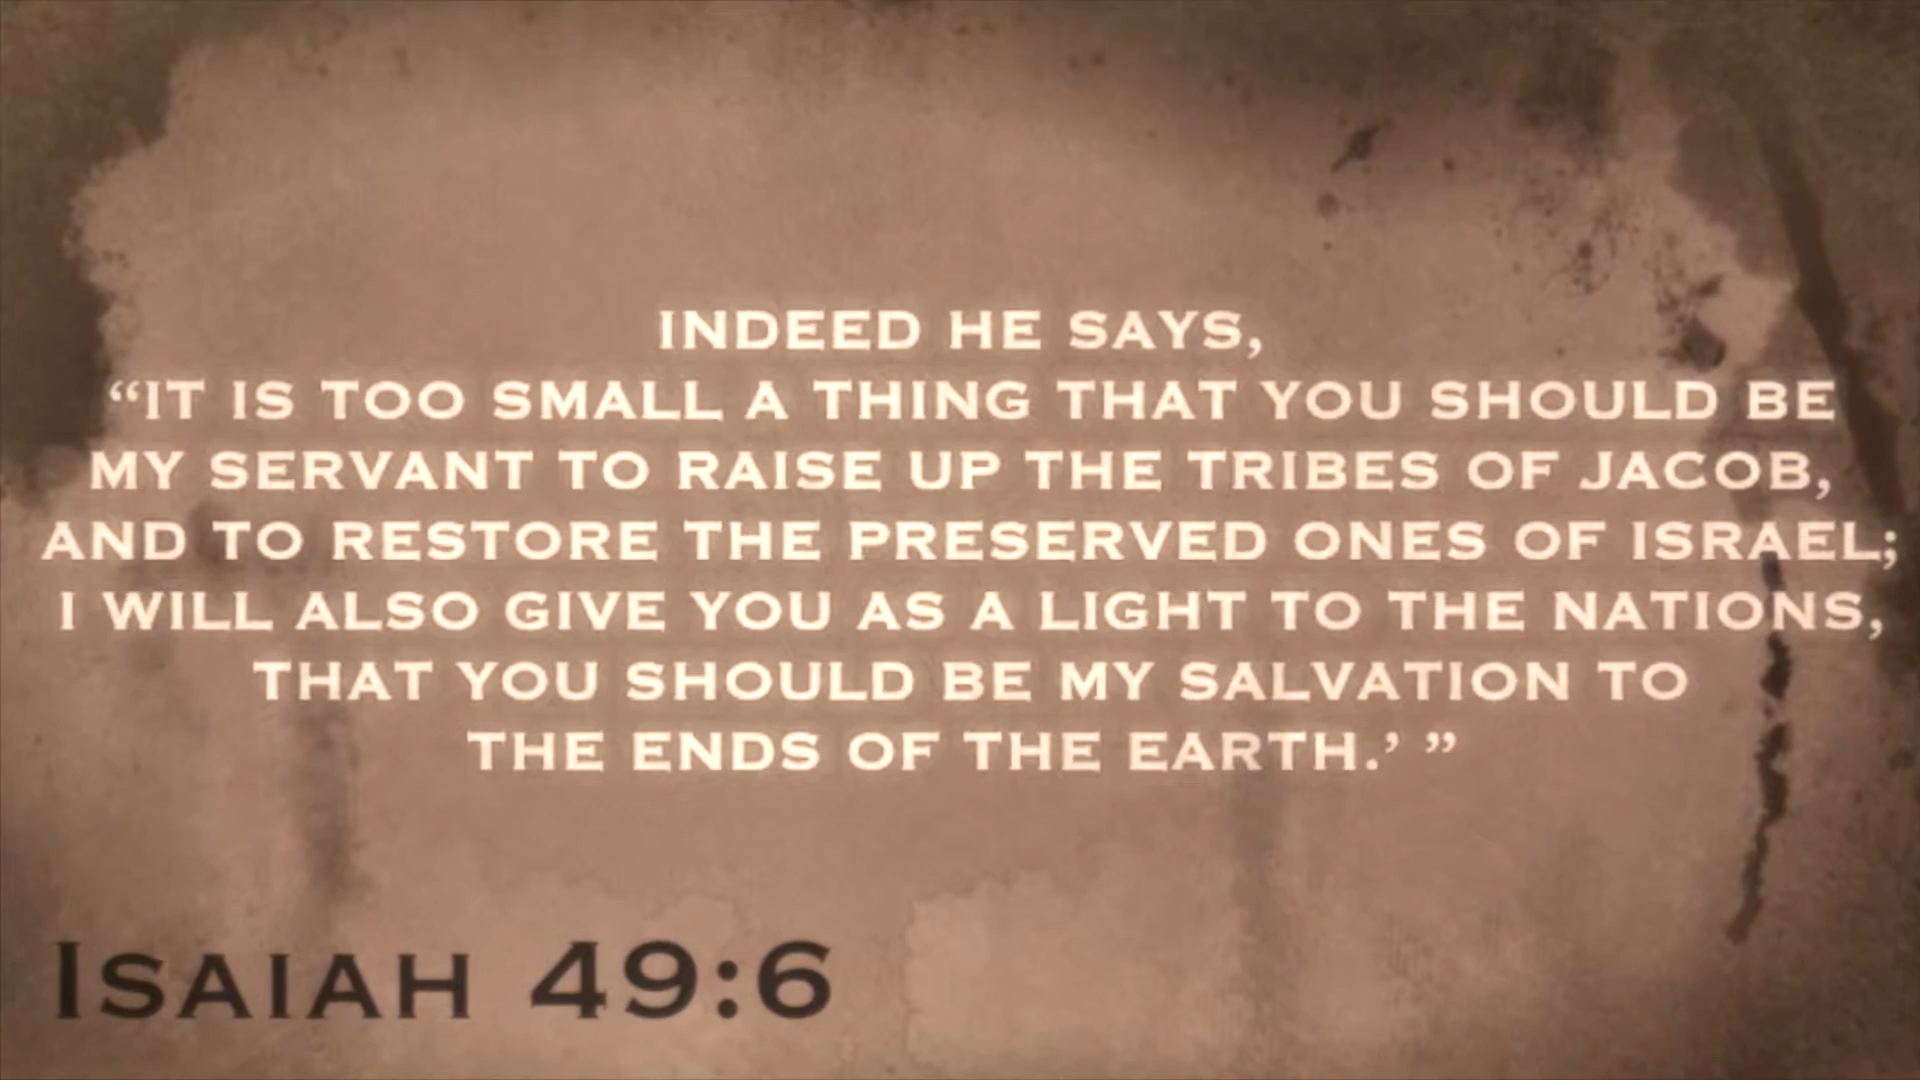 INDEED HE SAYS,
“IT IS TOO SMALL A THING THAT YOU SHOULD BE
MY SERVANT TO RAISE UP THE TRIBES OF JACOB,
AND TO RESTORE THE PRESERVED ONES OF ISRAEL;
I WILL ALSO GIVE YOU AS A LIGHT TO THE NATIONS,
THAT YOU SHOULD BE MY SALVATION TO
THE ENDS OF THE EARTH.’ ”
ISAIAH 49:6